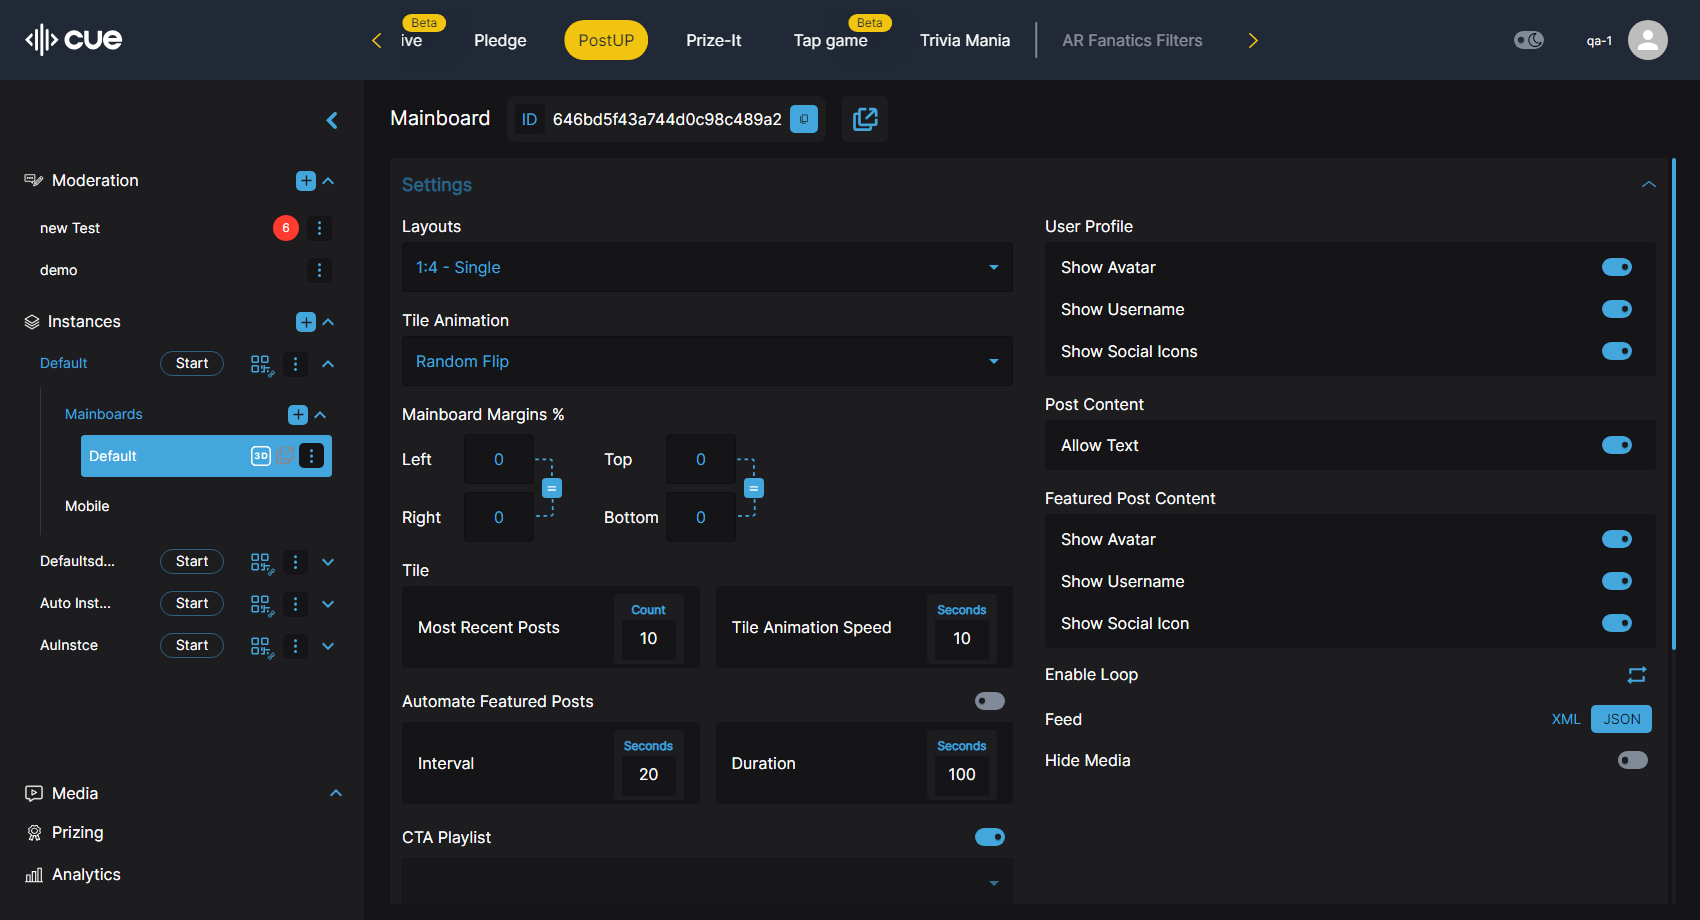 cue
Beta
ive
Pledge
PostUP
Prize-It
Beta
Tap game
Trivia Mania
AR Fanatics Filters
qa-1
Moderation
new Test
6
demo
Instances
Default
Start
Mainboards
Default
3D
Mobile
Defaultsd...
Start
Auto Inst...
Start
AuInstce
Start
Media
Prizing
Analytics
Mainboard
ID
646bd5f43a744d0c98c489a2
Settings
Layouts
1:4 - Single
Tile Animation
Random Flip
Mainboard Margins %
Left
0
Top
0
=
=
Right
0
Bottom
0
Tile
Most Recent Posts
Count
10
Tile Animation Speed
Seconds
10
Automate Featured Posts
Interval
Seconds
20
Duration
Seconds
100
CTA Playlist
User Profile
Show Avatar
Show Username
Show Social Icons
Post Content
Allow Text
Featured Post Content
Show Avatar
Show Username
Show Social Icon
Enable Loop
Feed
XML
JSON
Hide Media